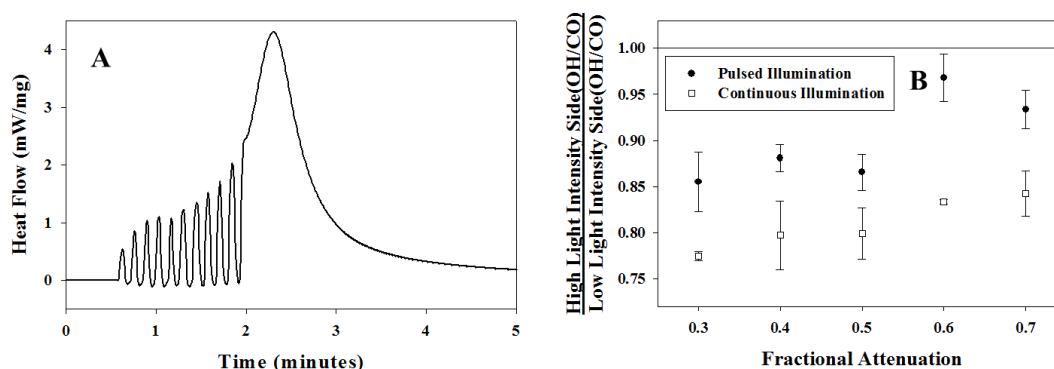 A
Heat Flow (mW/mg)
4
3
2
1
0
0 1 2 3 4 5
Time (minutes)
B
High Light Intensity Side(OH/CO)
Low Light Intensity Side(OH/CO)
1.00
0.95
0.90
0.85
0.80
0.75
Pulsed Illumination
Continuous Illumination
0.3 0.4 0.5 0.6 0.7
Fractional Attenuation